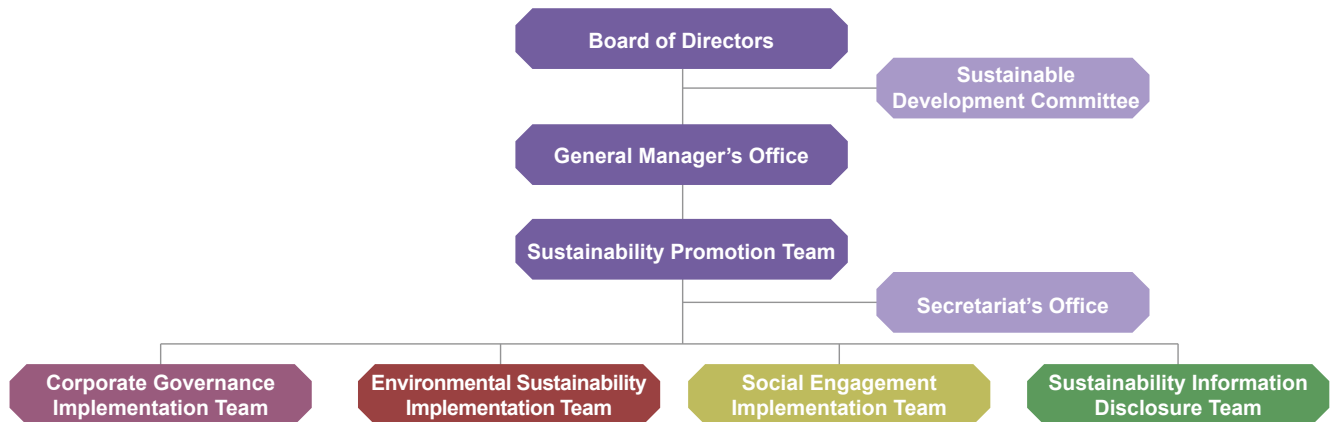 Board of Directors
Sustainable
Development Committee
General Manager’s Office
Sustainability Promotion Team
Secretariat’s Office
Corporate Governance
Implementation Team
Environmental Sustainability
Implementation Team
Social Engagement
Implementation Team
Sustainability Information
Disclosure Team